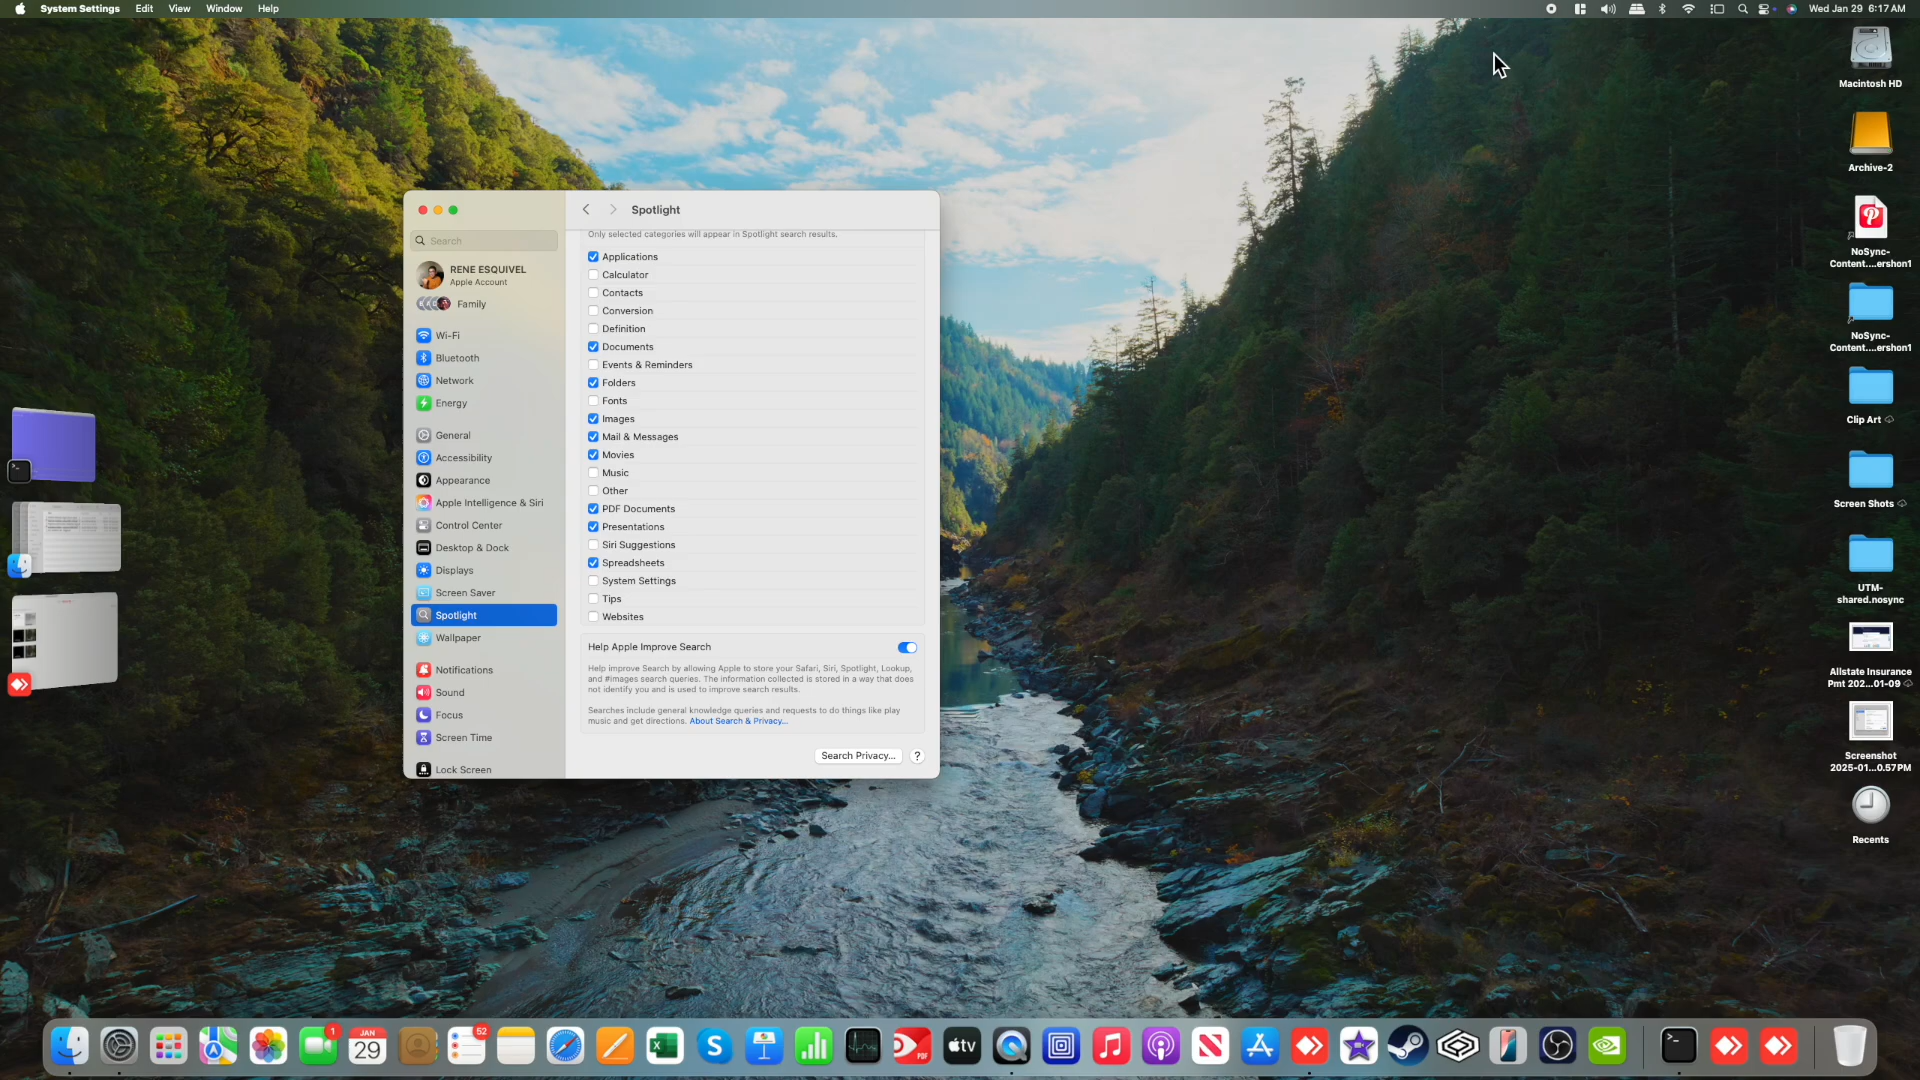 System Settings Edit View Window Help
Wed Jan 29 6:17 AM
Macintosh HD
Archive-2
NoSync-
Content....ershon1
NoSync-
Content....ershon1
Clip Art
Screen Shots
UTM-
shared.nosync
Allstate Insurance
Pmt 202...01-09
Screenshot
2025-01...0.57 PM
Recents
Search
RENE ESQUIVEL
Apple Account
Family
Wi-Fi
Bluetooth
Network
Energy
General
Accessibility
Appearance
Apple Intelligence & Siri
Control Center
Desktop & Dock
Displays
Screen Saver
Spotlight
Wallpaper
Notifications
Sound
Focus
Screen Time
Lock Screen
Spotlight
Only selected categories will appear in Spotlight search results.
Applications
Calculator
Contacts
Conversion
Definition
Documents
Events & Reminders
Folders
Fonts
Images
Mail & Messages
Movies
Music
Other
PDF Documents
Presentations
Siri Suggestions
Spreadsheets
System Settings
Tips
Websites
Help Apple Improve Search
Help improve Search by allowing Apple to store your Safari, Siri, Spotlight, Lookup,
and #images search queries. The information collected is stored in a way that does
not identify you and is used to improve search results.
Searches include general knowledge queries and requests to do things like play
music and get directions. About Search & Privacy...
Search Privacy... ?
1
JAN
29
52
PDF
tv